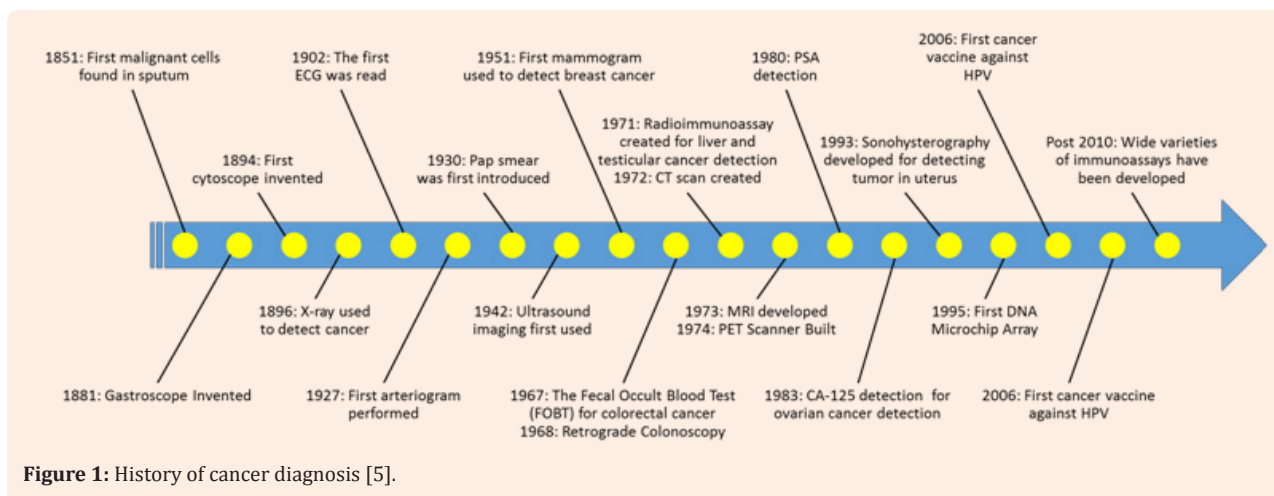 1851: First malignant cells
found in sputum
1902: The first
ECG was read
1951: First mammogram
used to detect breast cancer
1980: PSA
detection
2006: First cancer
vaccine against
HPV
1894: First
cytoscope invented
1930: Pap smear
was first introduced
1971: Radioimmunoassay
created for liver and
testicular cancer detection
1972: CT scan created
1993: Sonohysterography
developed for detecting
tumor in uterus
Post 2010: Wide varieties
of immunoassays have
been developed
1896: X-ray used
to detect cancer
1942: Ultrasound
imaging first used
1973: MRI developed
1974: PET Scanner Built
1995: First DNA
Microchip Array
1881: Gastroscope Invented
1927: First arteriogram
performed
1967: The Fecal Occult Blood Test
(FOBT) for colorectal cancer
1968: Retrograde Colonoscopy
1983: CA-125 detection for
ovarian cancer detection
2006: First cancer vaccine
against HPV
Figure 1: History of cancer diagnosis [5].